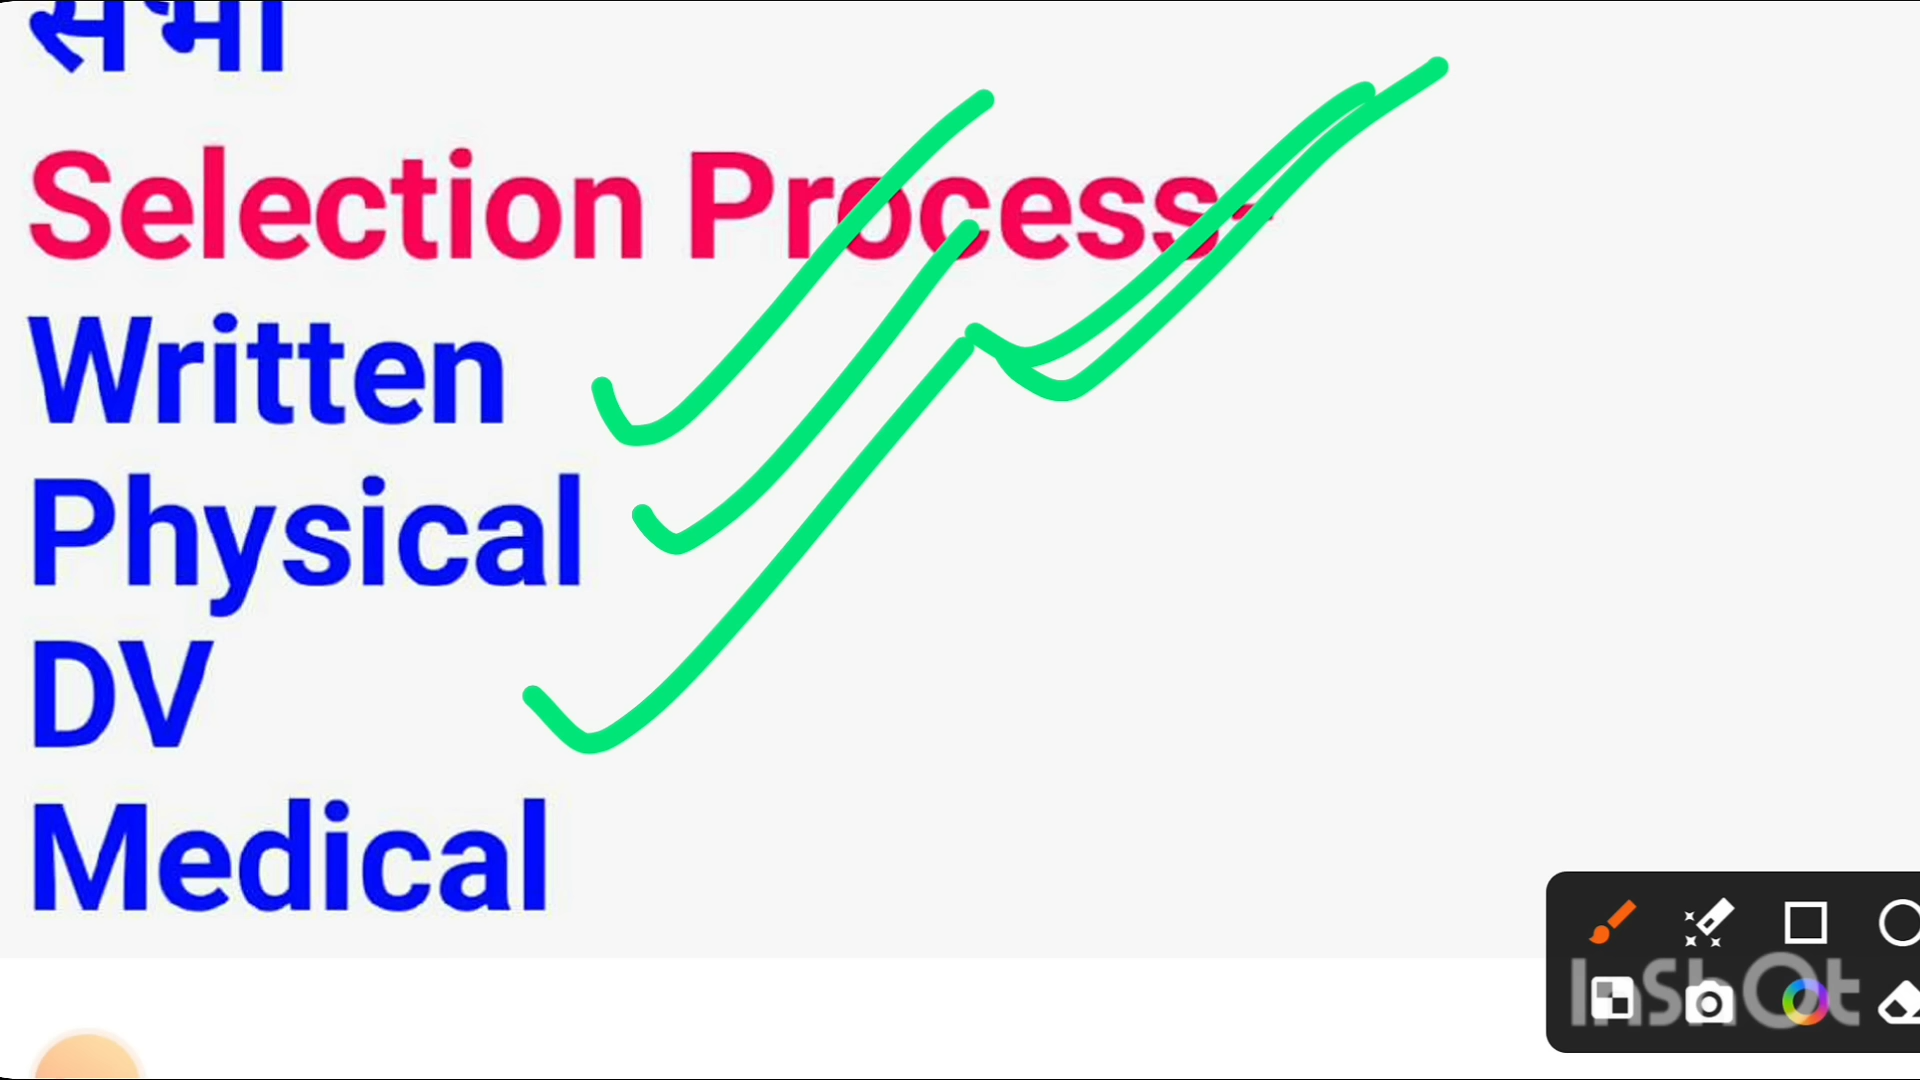 सभी
Selection Process-
Written
Physical
DV
Medical
InShOt